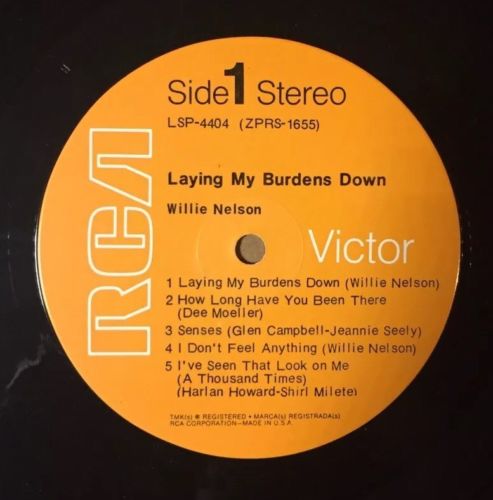 Side 1 Stereo
LSP-4404 (ZPRS-1655)
Laying My Burdens Down
Willie Nelson
RCA
Victor
1 Laying My Burdens Down (Willie Nelson)
2 How Long Have You Been There
(Dee Moeller)
3 Senses (Glen Campbell-Jeannie Seely)
4 I Don't Feel Anything (Willie Nelson)
5 I've Seen That Look on Me
(A Thousand Times)
(Harlan Howard-Shirl Milete)
TMK(s) ® REGISTERED • MARCA(s) REGISTRADA(s)
RCA CORPORATION—MADE IN U.S.A.